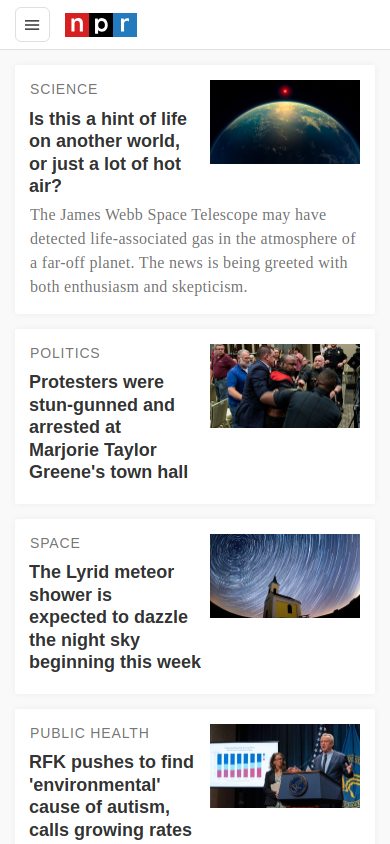 npr
SCIENCE
Is this a hint of life
on another world,
or just a lot of hot
air?
The James Webb Space Telescope may have
detected life-associated gas in the atmosphere of
a far-off planet. The news is being greeted with
both enthusiasm and skepticism.
POLITICS
Protesters were
stun-gunned and
arrested at
Marjorie Taylor
Greene's town hall
SPACE
The Lyrid meteor
shower is
expected to dazzle
the night sky
beginning this week
PUBLIC HEALTH
RFK pushes to find
'environmental'
cause of autism,
calls growing rates